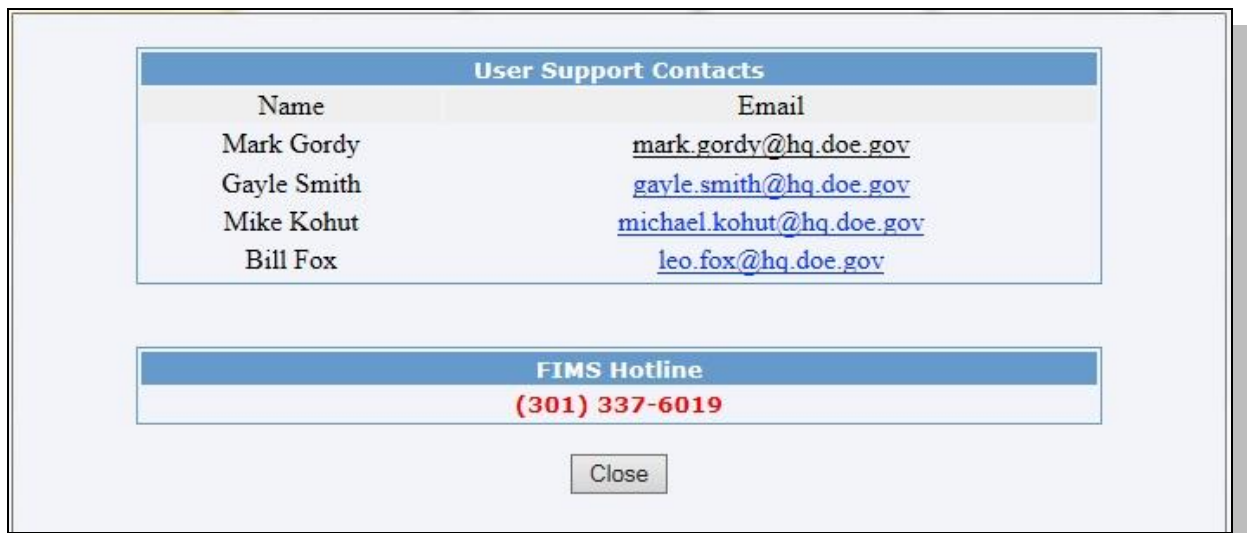 User Support Contacts
Name Email
Mark Gordy mark.gordy@hq.doe.gov
Gayle Smith gayle.smith@hq.doe.gov
Mike Kohut michael.kohut@hq.doe.gov
Bill Fox leo.fox@hq.doe.gov
FIMS Hotline
(301) 337-6019
Close